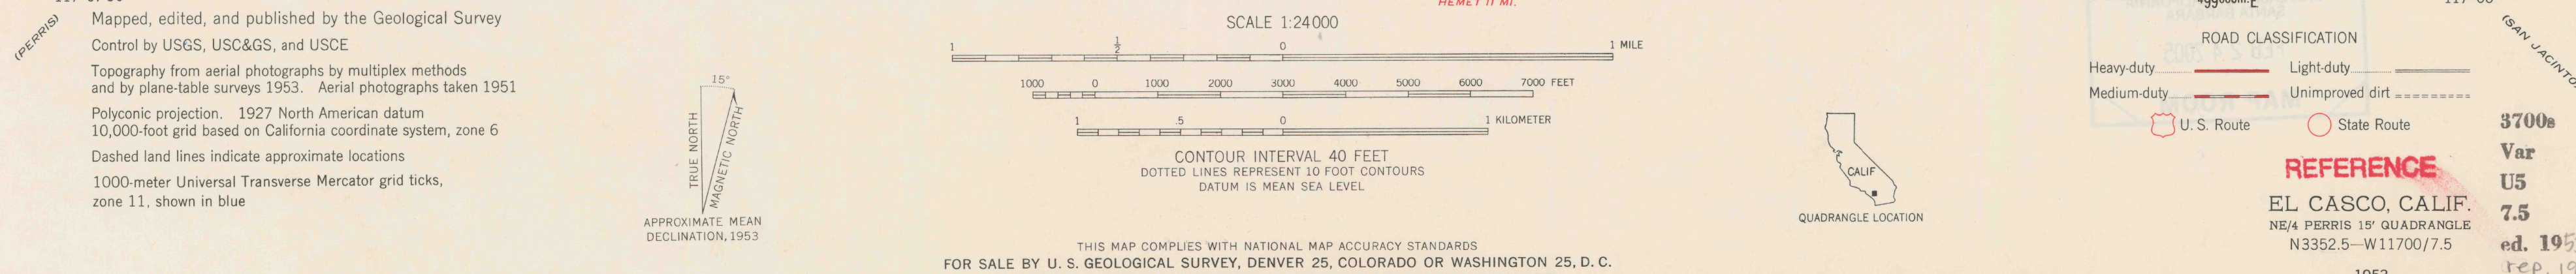 (PERRIS)
Mapped, edited, and published by the Geological Survey
Control by USGS, USC&GS, and USCE
Topography from aerial photographs by multiplex methods
and by plane-table surveys 1953. Aerial photographs taken 1951
Polyconic projection. 1927 North American datum
10,000-foot grid based on California coordinate system, zone 6
Dashed land lines indicate approximate locations
1000-meter Universal Transverse Mercator grid ticks,
zone 11, shown in blue
15°
TRUE NORTH
MAGNETIC NORTH
APPROXIMATE MEAN
DECLINATION, 1953
HEMET 11 MI.
SCALE 1:24000
1 ½ 0 1 MILE
1000 0 1000 2000 3000 4000 5000 6000 7000 FEET
1 .5 0 1 KILOMETER
CONTOUR INTERVAL 40 FEET
DOTTED LINES REPRESENT 10 FOOT CONTOURS
DATUM IS MEAN SEA LEVEL
THIS MAP COMPLIES WITH NATIONAL MAP ACCURACY STANDARDS
FOR SALE BY U. S. GEOLOGICAL SURVEY, DENVER 25, COLORADO OR WASHINGTON 25, D. C.
CALIF
QUADRANGLE LOCATION
ROAD CLASSIFICATION
Heavy-duty Light-duty
Medium-duty Unimproved dirt
U. S. Route State Route
REFERENCE
EL CASCO, CALIF.
NE/4 PERRIS 15' QUADRANGLE
N3352.5—W11700/7.5
(SAN JACINTO
3700s
Var
U5
7.5
ed. 195
rep. 19